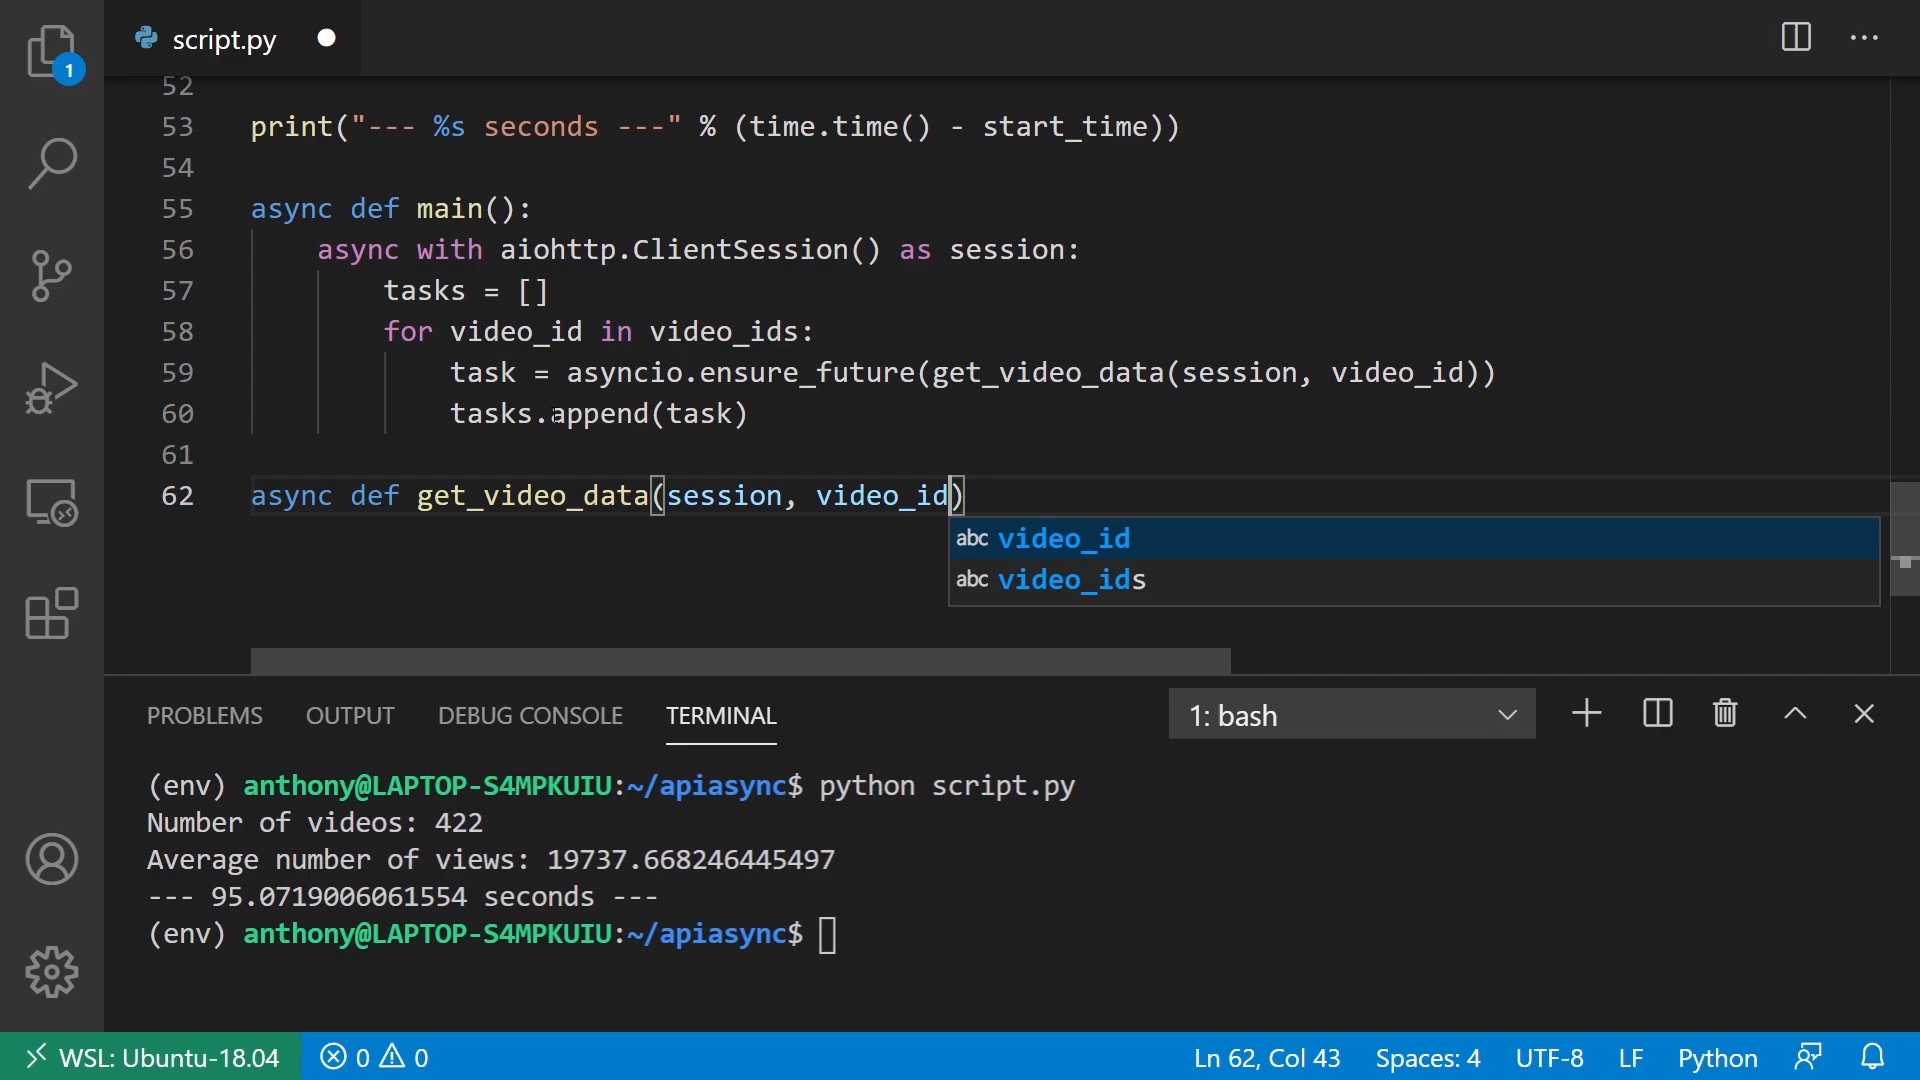 script.py
1
52
53 print("--- %s seconds ---" % (time.time() - start_time))
54
55 async def main():
56 async with aiohttp.ClientSession() as session:
57 tasks = []
58 for video_id in video_ids:
59 task = asyncio.ensure_future(get_video_data(session, video_id))
60 tasks.append(task)
61
62 async def get_video_data(session, video_id)
abc video_id
abc video_ids
PROBLEMS OUTPUT DEBUG CONSOLE TERMINAL 1: bash
(env) anthony@LAPTOP-S4MPKUIU:~/apiasync$ python script.py
Number of videos: 422
Average number of views: 19737.668246445497
--- 95.0719006061554 seconds ---
(env) anthony@LAPTOP-S4MPKUIU:~/apiasync$
WSL: Ubuntu-18.04 0 0 Ln 62, Col 43 Spaces: 4 UTF-8 LF Python